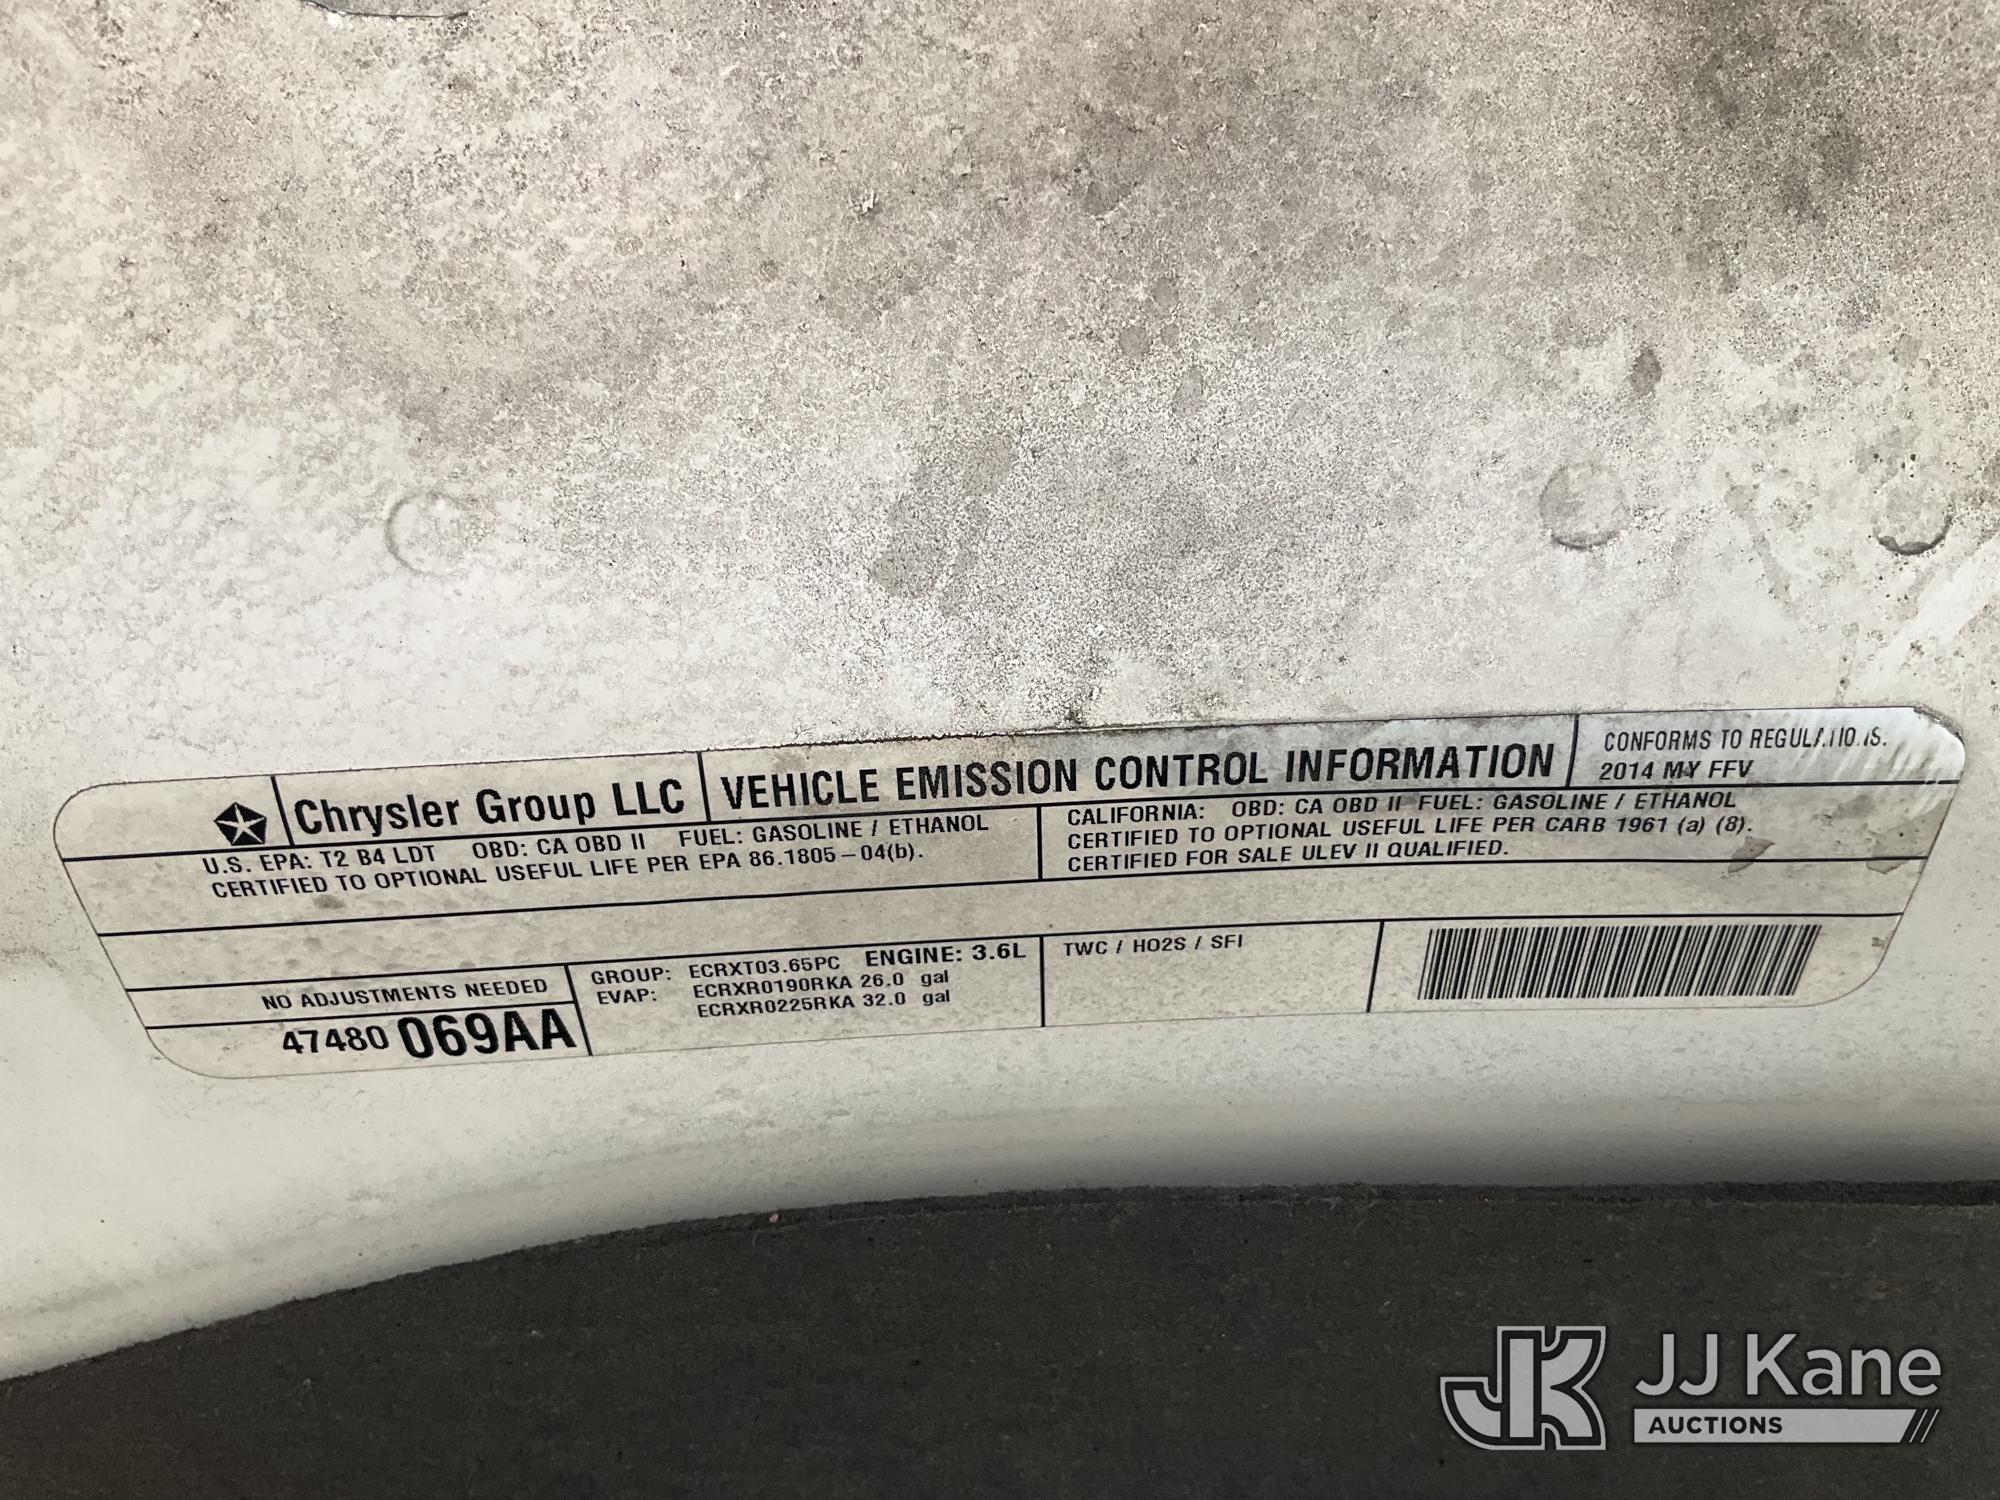 Chrysler Group LLC
VEHICLE EMISSION CONTROL INFORMATION
CONFORMS TO
2014 MY FFV
U.S. EPA: T2 B4 LDT OBD: CA OBD II FUEL: GASOLINE / ETHANOL
CERTIFIED TO OPTIONAL USEFUL LIFE PER EPA 86.1805-04(b).
CALIFORNIA: OBD: CA OBD II FUEL: GASOLINE / ETHANOL
CERTIFIED TO OPTIONAL USEFUL LIFE PER CARB 1961 (a) (8).
CERTIFIED FOR SALE ULEV II QUALIFIED.
NO ADJUSTMENTS NEEDED
47480 069AA
GROUP: ECRXT03.65PC ENGINE: 3.6L
EVAP: ECRXR0190RKA 26.0 gal
ECRXR0225RKA 32.0 gal
TWC / HO2S / SFI
JK JJ Kane
AUCTIONS